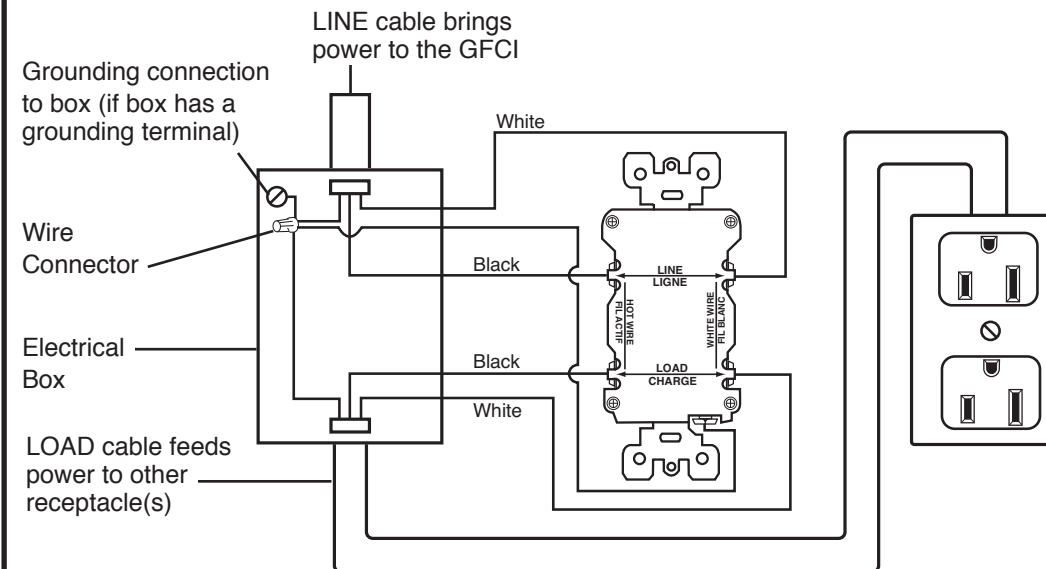 LINE cable brings
power to the GFCI
Grounding connection
to box (if box has a
grounding terminal)
White
Wire
Connector
Black
LINE
LIGNE
HOT WIRE
FIL ACTIF
WHITE WIRE
FIL BLANC
Electrical
Box
Black
LOAD
CHARGE
White
LOAD cable feeds
power to other
receptacle(s)